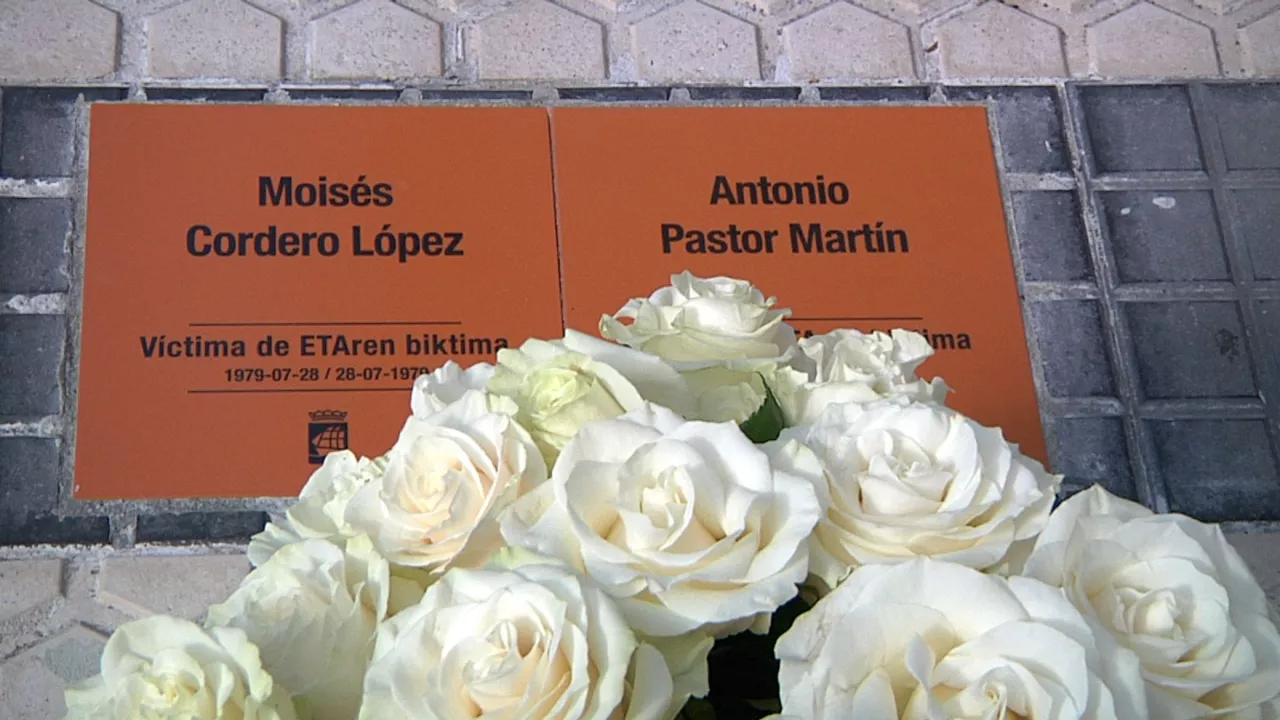 Moisés
Cordero López
Víctima de ETAren biktima
1979-07-28 / 28-07-1979
Antonio
Pastor Martín